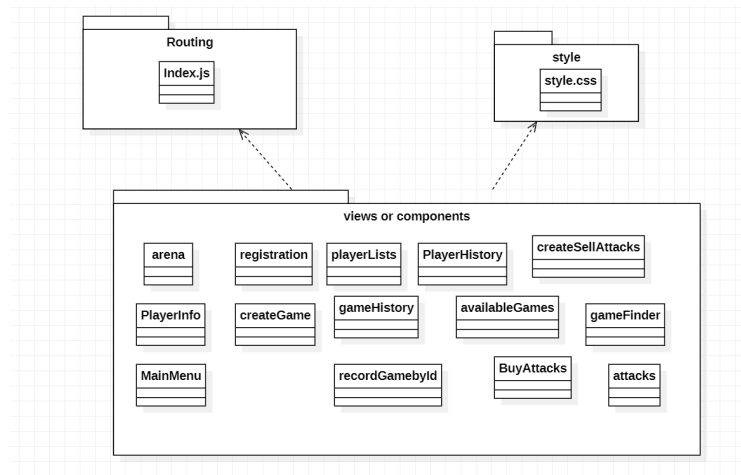 Routing
Index.js
style
style.css
views or components
arena
registration
playerLists
PlayerHistory
createSellAttacks
PlayerInfo
createGame
gameHistory
availableGames
gameFinder
MainMenu
recordGamebyId
BuyAttacks
attacks